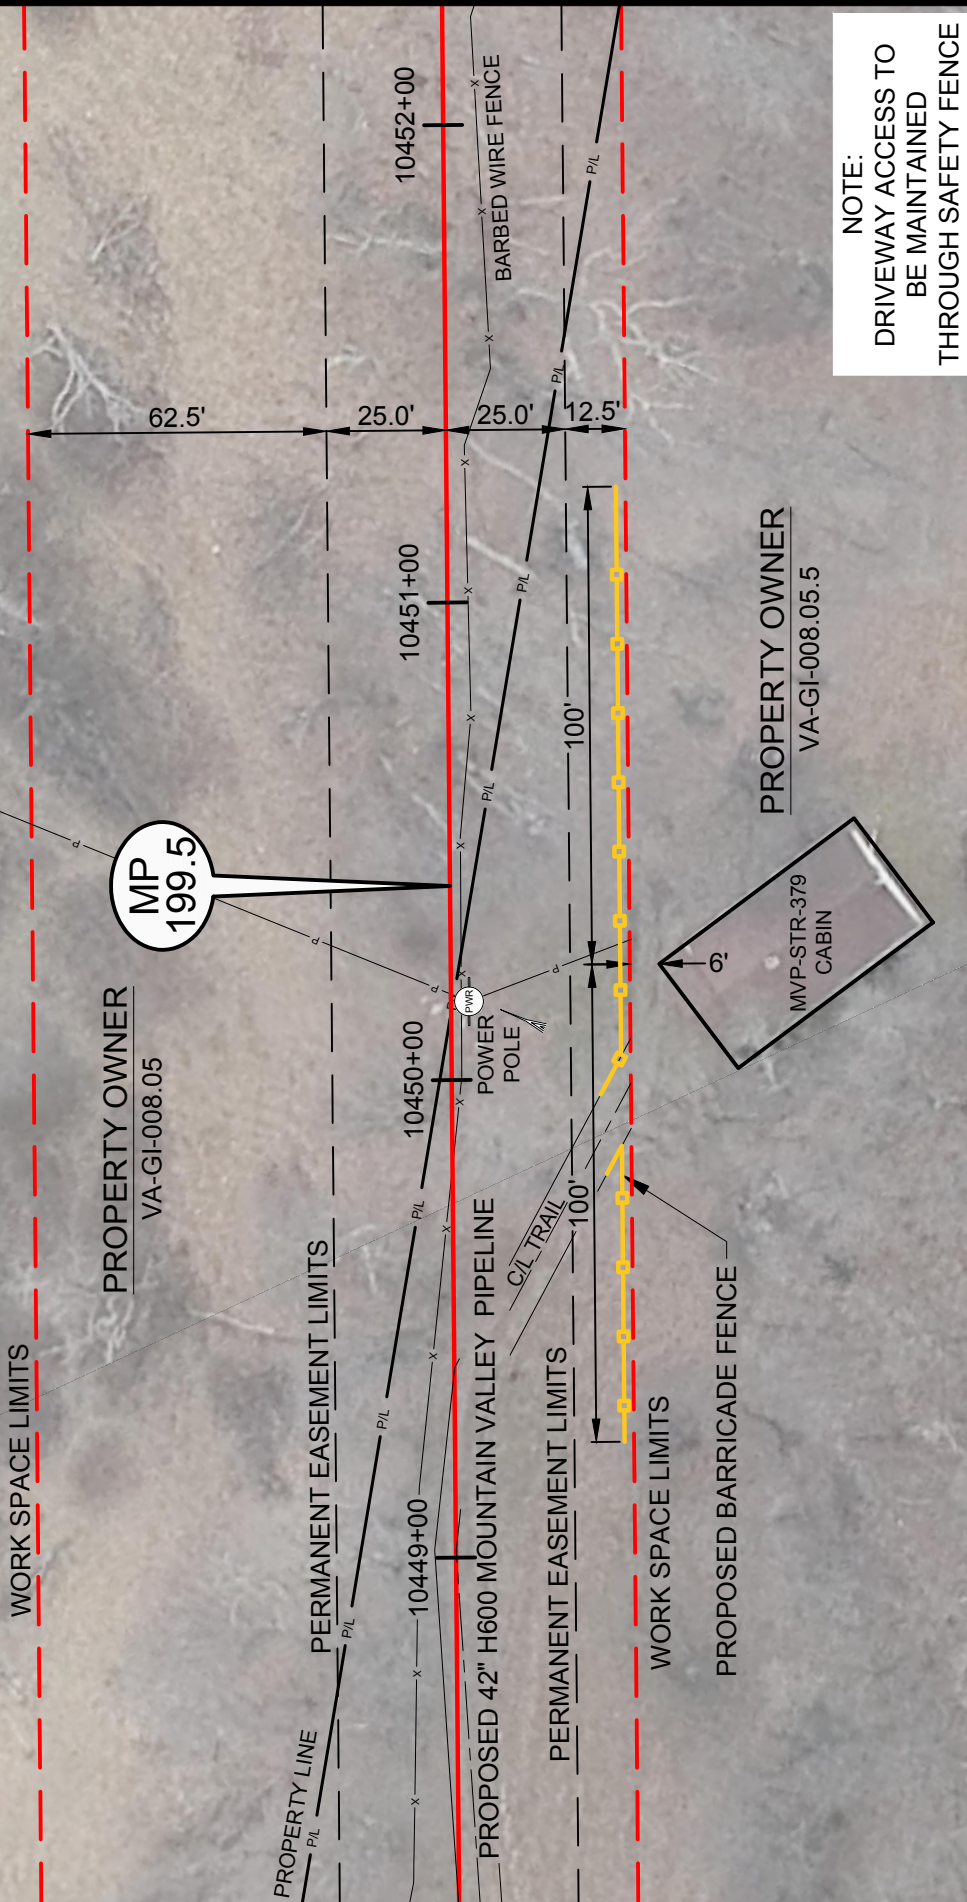 NOTE:
DRIVEWAY ACCESS TO
BE MAINTAINED
THROUGH SAFETY FENCE
10452+00
BARBED WIRE FENCE
x
x
x
P/L
P/L
62.5'
25.0'
25.0'
12.5'
x
10451+00
x
P/L
x
P/L
x
100'
PROPERTY OWNER
VA-GI-008.05.5
P
MP
199.5
P
P
P
P
x
PWR
POWER
POLE
6'
MVP-STR-379
CABIN
PROPERTY OWNER
VA-GI-008.05
10450+00
x
P/L
x
C/L TRAIL
100'
x
P/L
WORK SPACE LIMITS
PERMANENT EASEMENT LIMITS
10449+00
PROPOSED 42" H600 MOUNTAIN VALLEY PIPELINE
PERMANENT EASEMENT LIMITS
WORK SPACE LIMITS
PROPOSED BARRICADE FENCE
P/L
x
PROPERTY LINE
P/L
x